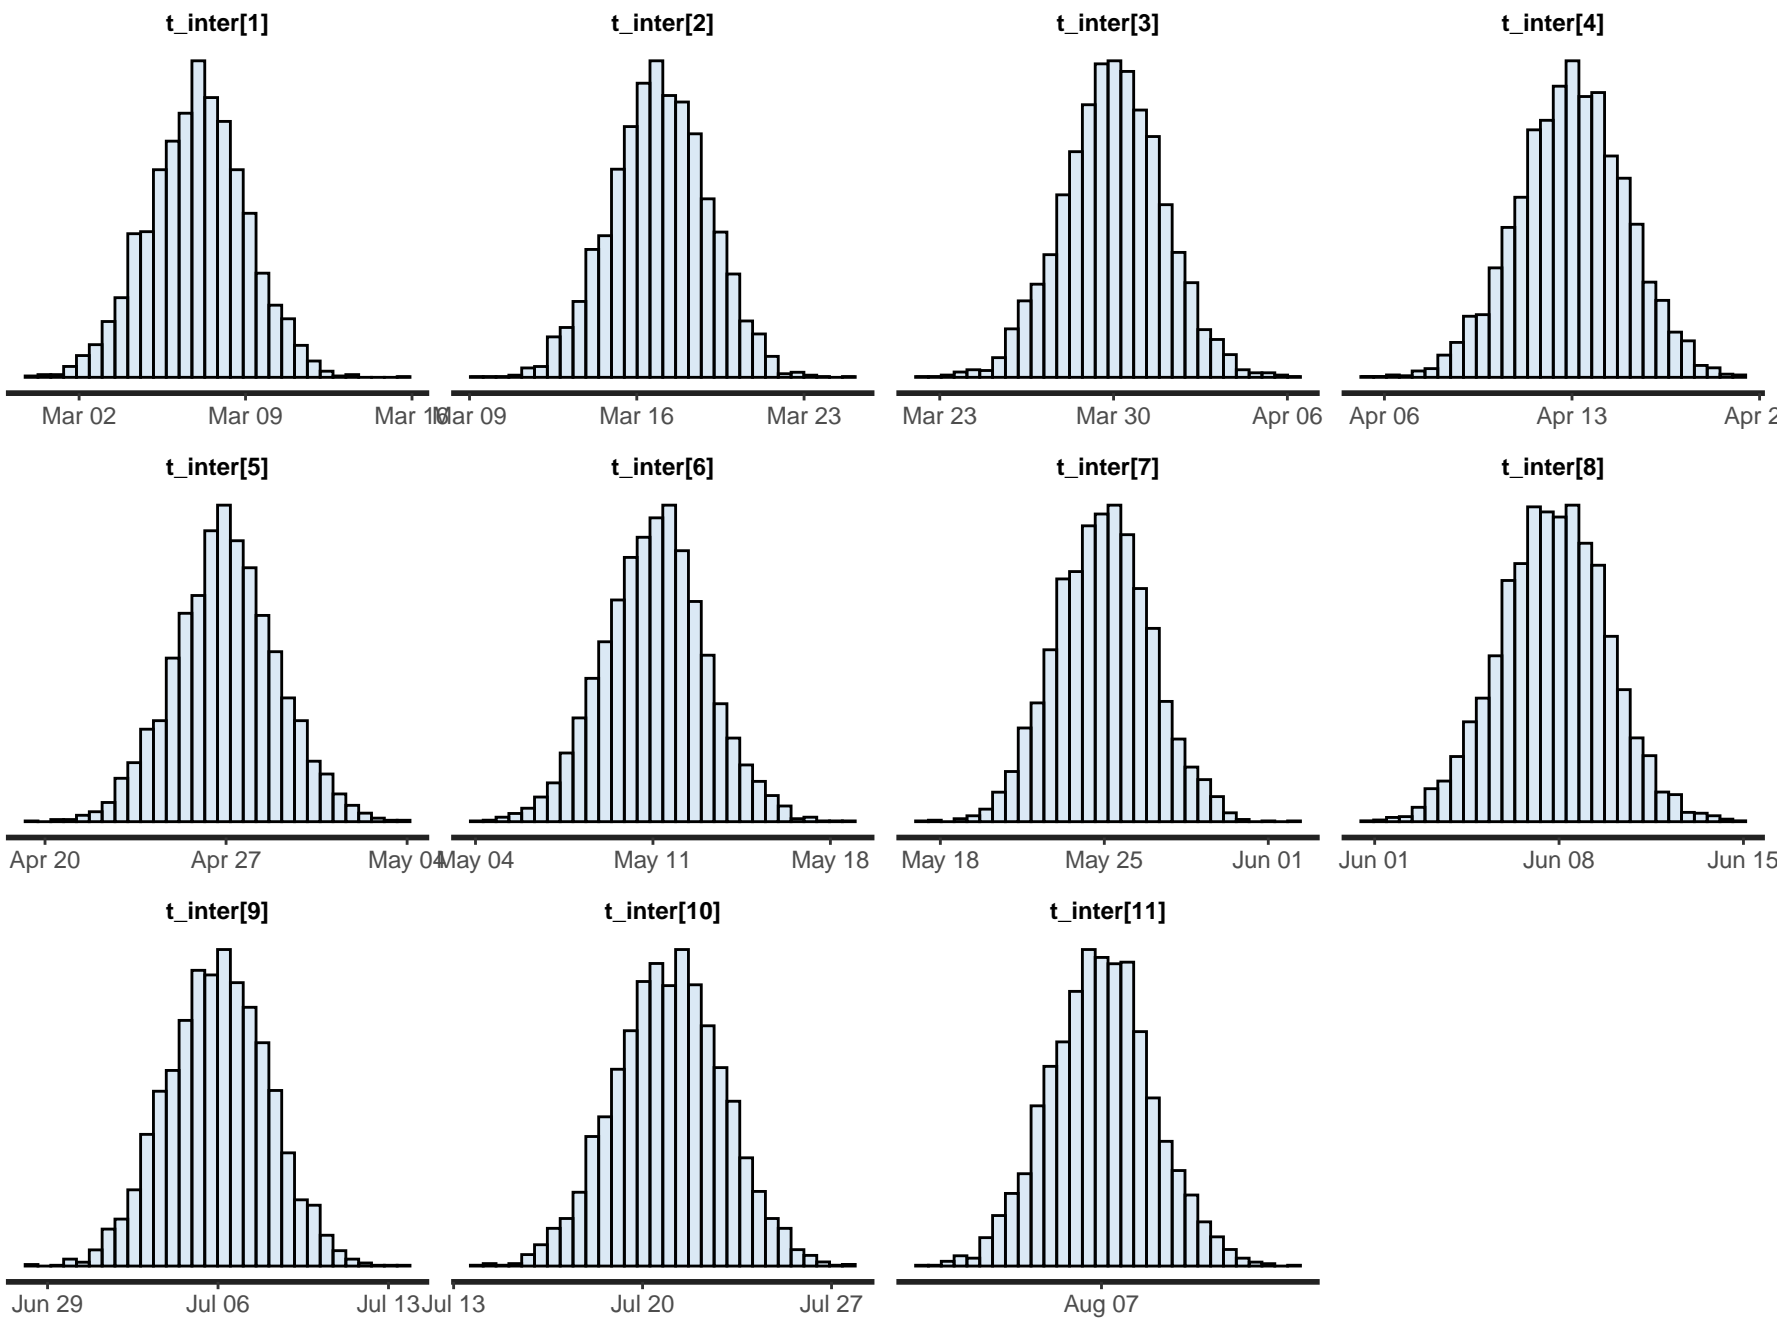 t_inter[1] t_inter[2] t_inter[3] t_inter[4]
Mar 02 Mar 09 Mar 16 Mar 09 Mar 16 Mar 23 Mar 23 Mar 30 Apr 06 Apr 06 Apr 13 Apr 2
t_inter[5] t_inter[6] t_inter[7] t_inter[8]
Apr 20 Apr 27 May 04 May 04 May 11 May 18 May 18 May 25 Jun 01 Jun 01 Jun 08 Jun 15
t_inter[9] t_inter[10] t_inter[11]
Jun 29 Jul 06 Jul 13 Jul 13 Jul 20 Jul 27 Aug 07